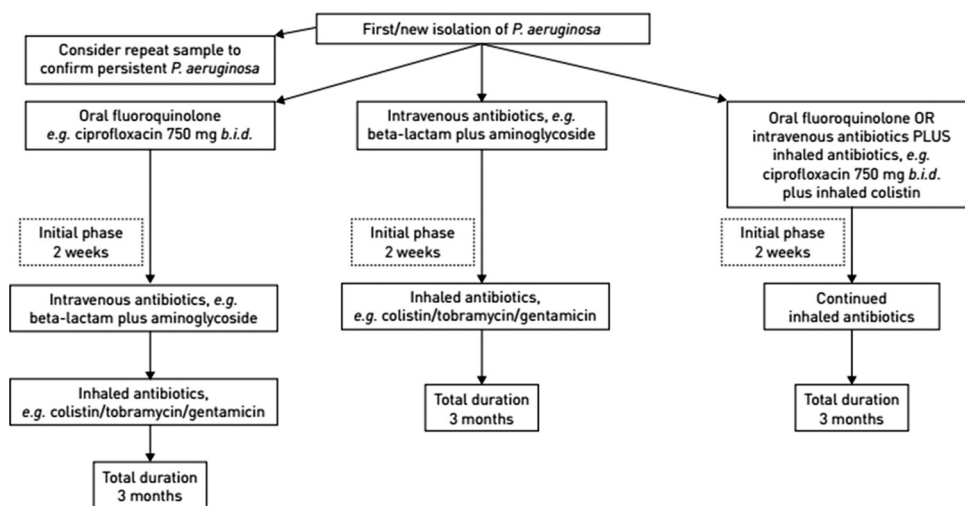 First/new isolation of P. aeruginosa
Consider repeat sample to
confirm persistent P. aeruginosa
Oral fluoroquinolone
e.g. ciprofloxacin 750 mg b.i.d.
Intravenous antibiotics, e.g.
beta-lactam plus aminoglycoside
Oral fluoroquinolone OR
intravenous antibiotics PLUS
inhaled antibiotics, e.g.
ciprofloxacin 750 mg b.i.d.
plus inhaled colistin
Initial phase
2 weeks
Initial phase
2 weeks
Initial phase
2 weeks
Intravenous antibiotics, e.g.
beta-lactam plus aminoglycoside
Inhaled antibiotics,
e.g. colistin/tobramycin/gentamicin
Continued
inhaled antibiotics
Inhaled antibiotics,
e.g. colistin/tobramycin/gentamicin
Total duration
3 months
Total duration
3 months
Total duration
3 months